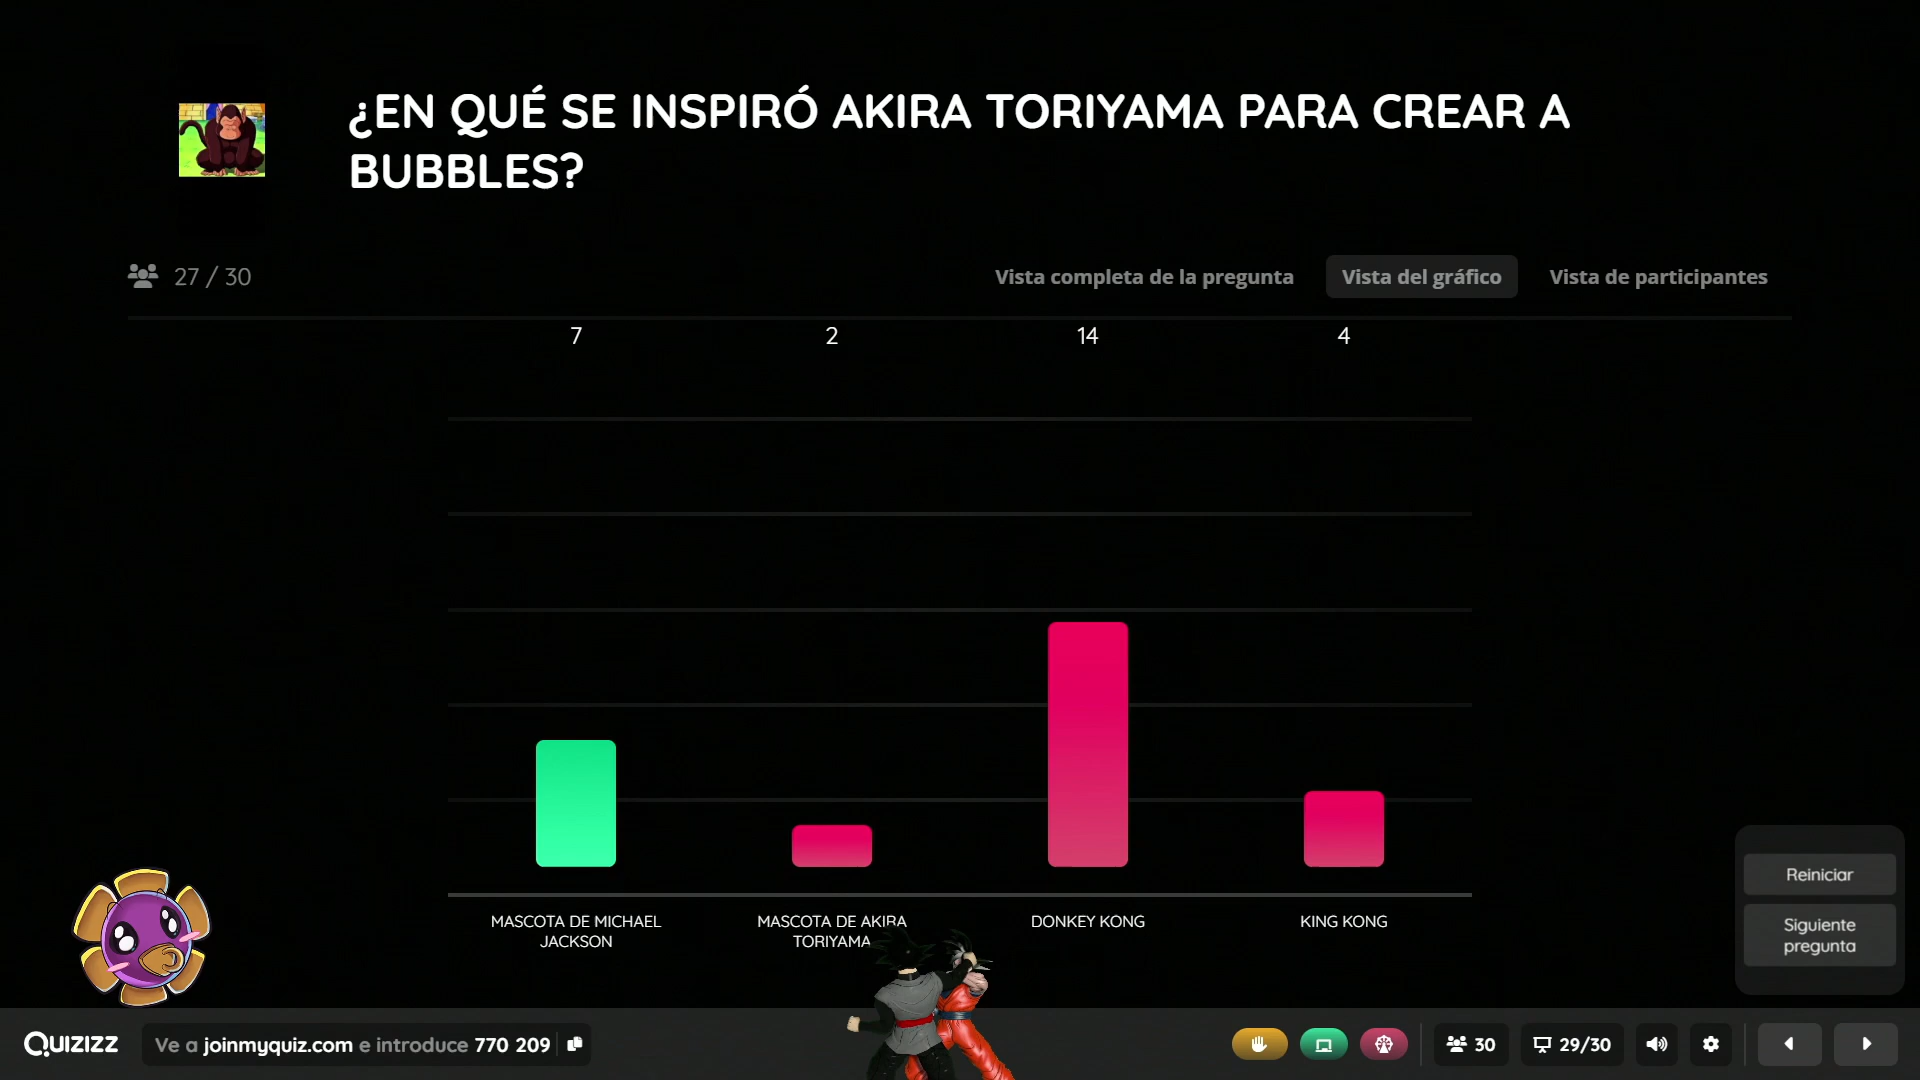 ¿EN QUÉ SE INSPIRÓ AKIRA TORIYAMA PARA CREAR A
BUBBLES?
27 / 30
Vista completa de la pregunta
Vista del gráfico
Vista de participantes
7
2
14
4
MASCOTA DE MICHAEL
JACKSON
MASCOTA DE AKIRA
TORIYAMA
DONKEY KONG
KING KONG
Reiniciar
Siguiente
pregunta
QUIZIZZ
Ve a joinmyquiz.com e introduce 770 209
30
29/30